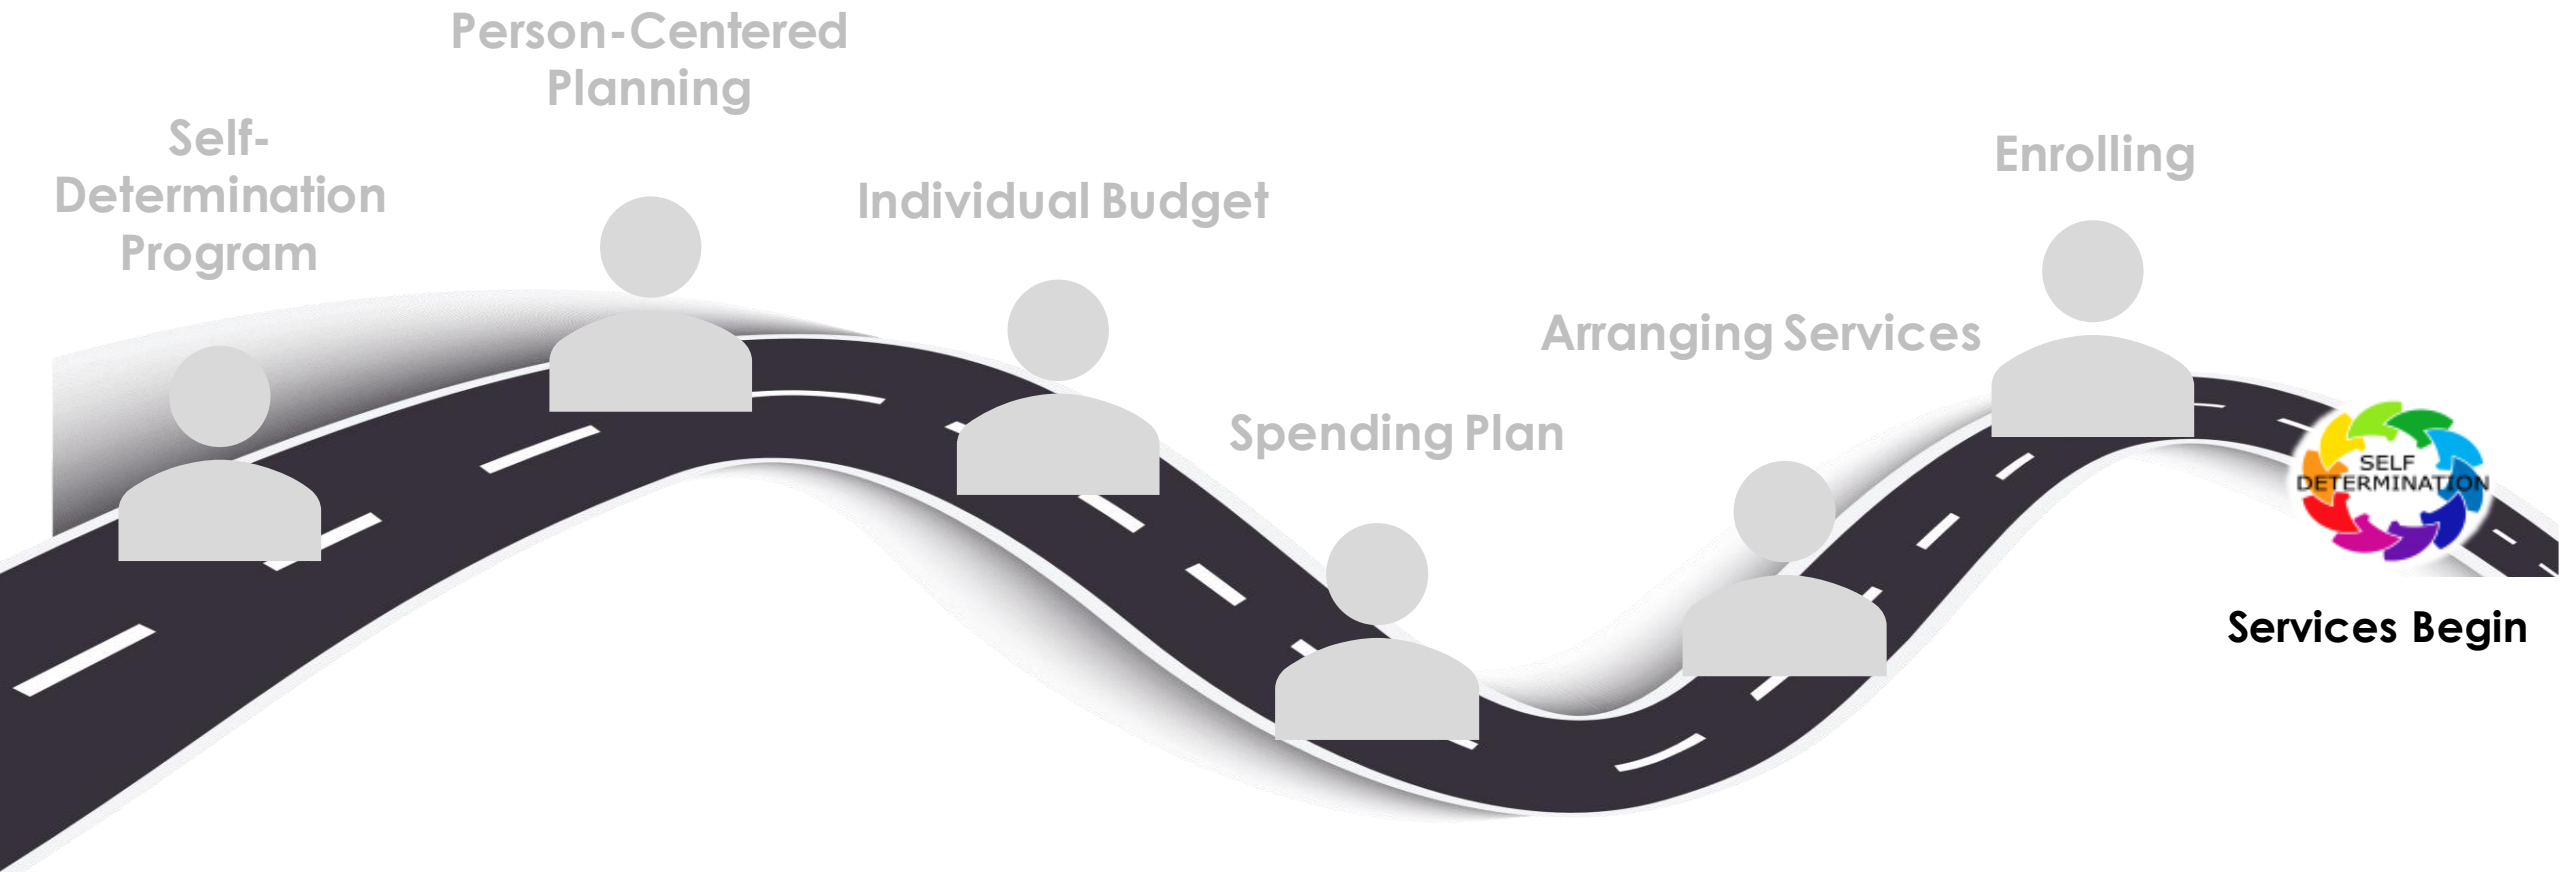 Self-
Determination
Program
Person-Centered
Planning
Individual Budget
Spending Plan
Arranging Services
Enrolling
SELF
DETERMINATION
Services Begin